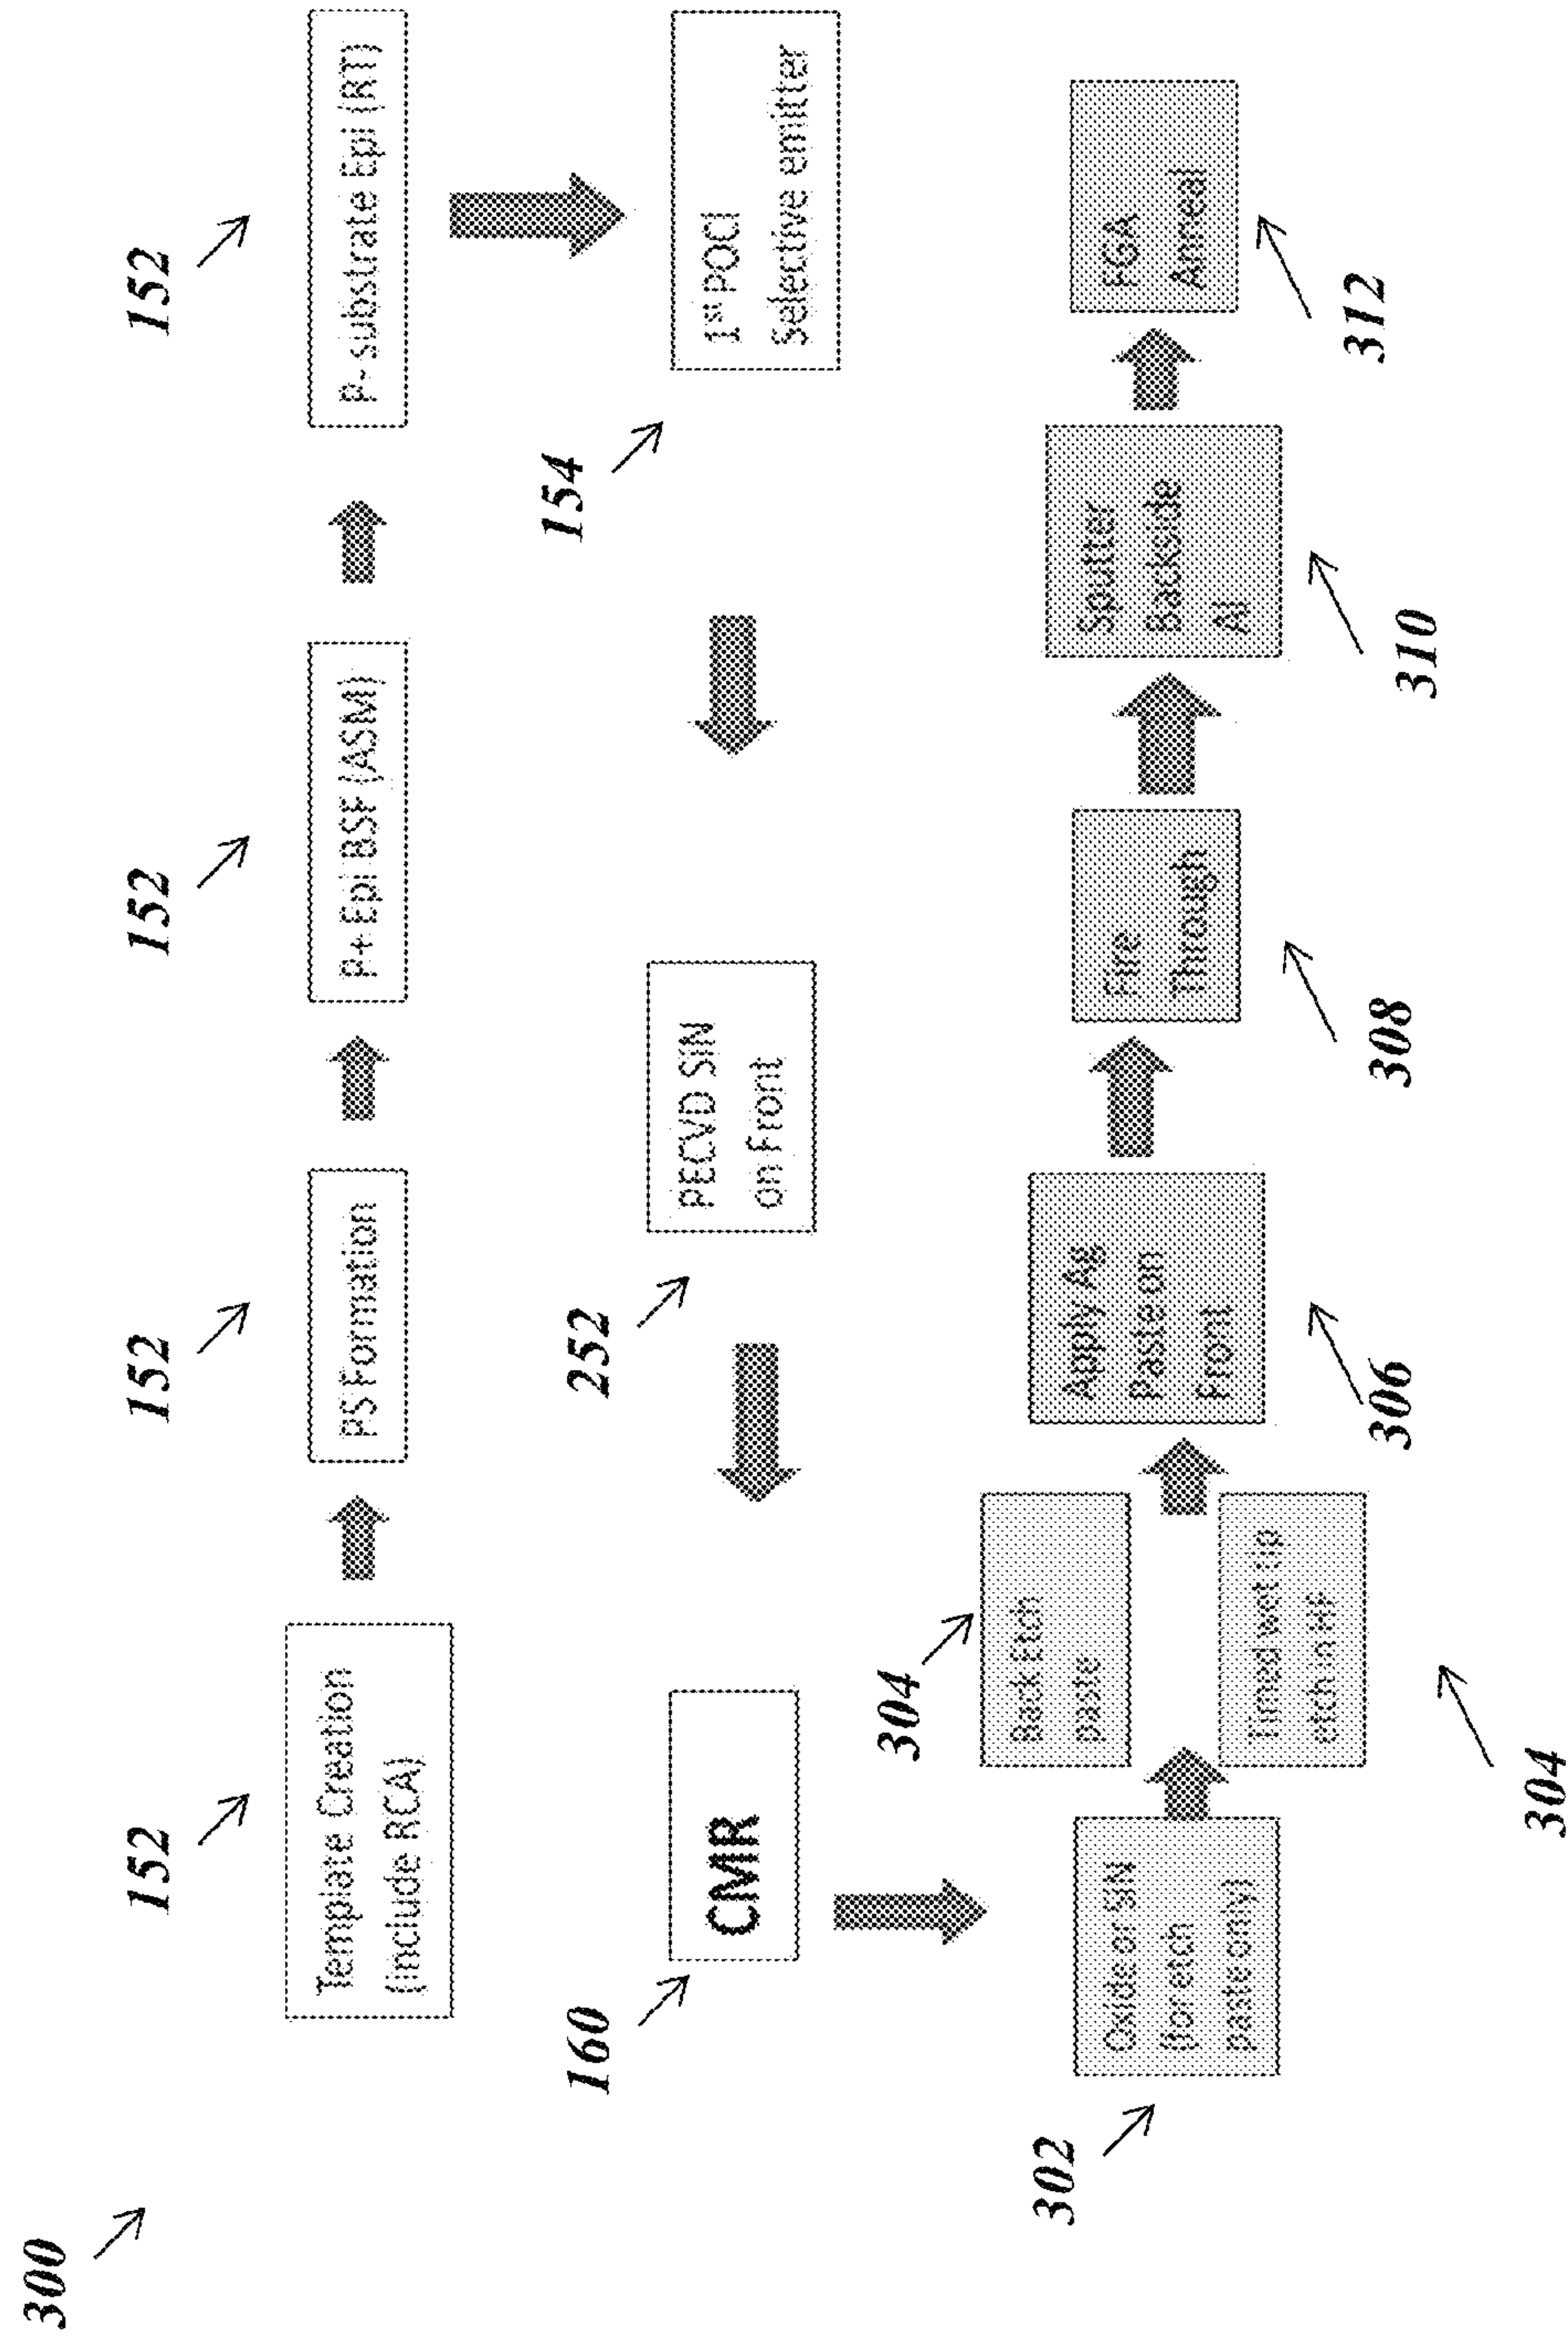 300
152
Template Creation
(include RCA)
152
PS Formation
152
P+ Epi BSF (ASM)
152
P- substrate Epi (RT)
154
1st POCl
Selective emitter
252
PECVD SiN
on Front
160
CMR
302
Oxide or SiN
(for etch
paste only)
304
Back Etch
paste
Timed wet tip
etch in HF
304
Apply Ag
Paste on
Front
306
Fire
Through
308
Sputter
Backside
Al
310
FGA
Anneal
312